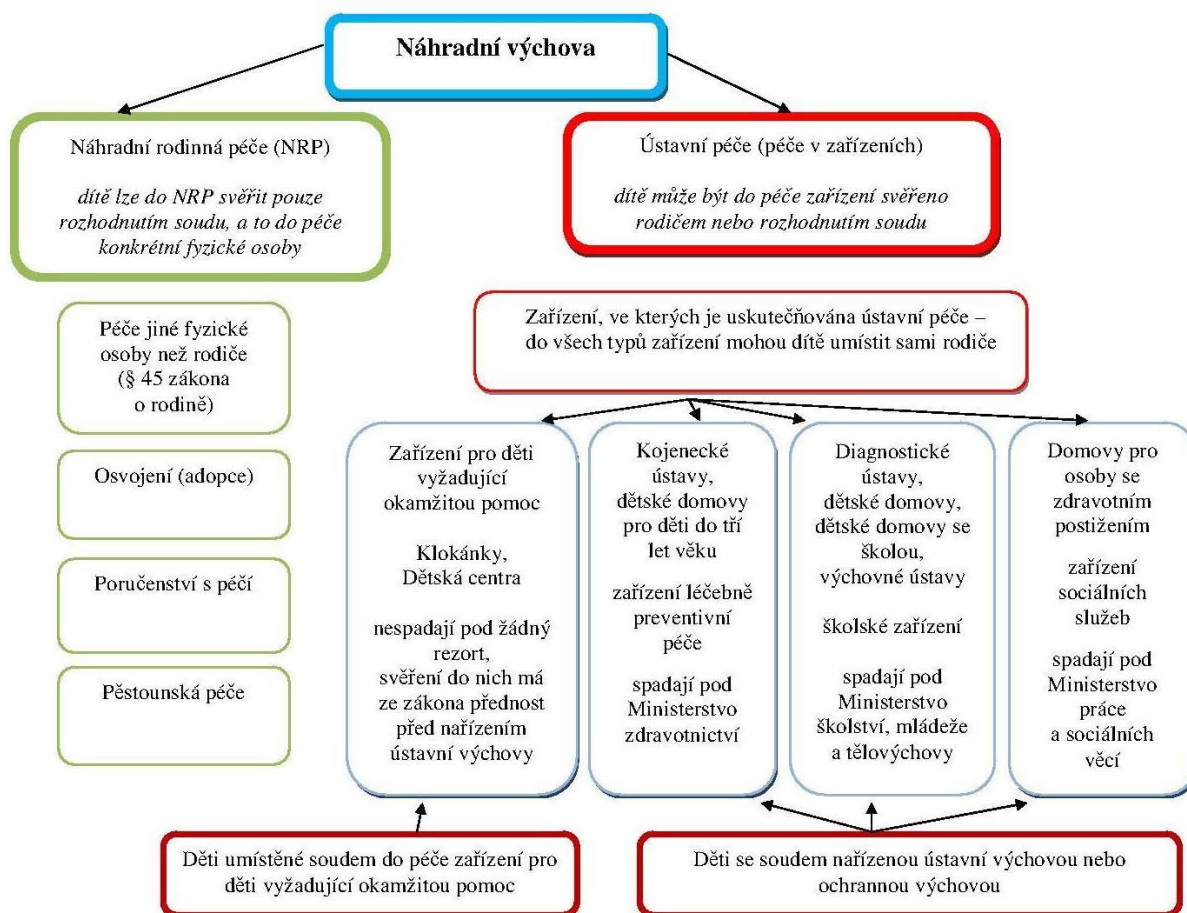 Náhradní výchova
Náhradní rodinná péče (NRP)
dítě lze do NRP svěřit pouze
rozhodnutím soudu, a to do péče
konkrétní fyzické osoby
Ústavní péče (péče v zařízeních)
dítě může být do péče zařízení svěřeno
rodičem nebo rozhodnutím soudu
Péče jiné fyzické
osoby než rodiče
(§ 45 zákona
o rodině)
Osvojení (adopce)
Poručenství s péčí
Pěstounská péče
Zařízení, ve kterých je uskutečňována ústavní péče –
do všech typů zařízení mohou dítě umístit sami rodiče
Zařízení pro děti
vyžadující
okamžitou pomoc
Klokánky,
Dětská centra
nespadají pod žádný
rezort,
svěření do nich má
ze zákona přednost
před nařízením
ústavní výchovy
Kojenecké
ústavy,
dětské domovy
pro děti do tří
let věku
zařízení léčebně
preventivní
péče
spadají pod
Ministerstvo
zdravotnictví
Diagnostické
ústavy,
dětské domovy,
dětské domovy se
školou,
výchovné ústavy
školské zařízení
spadají pod
Ministerstvo
školství, mládeže
a tělovýchovy
Domovy pro
osoby se
zdravotním
postižením
zařízení
sociálních
služeb
spadají pod
Ministerstvo
práce
a sociálních
věcí
Děti umístěné soudem do péče zařízení pro
děti vyžadující okamžitou pomoc
Děti se soudem nařízenou ústavní výchovou nebo
ochrannou výchovou